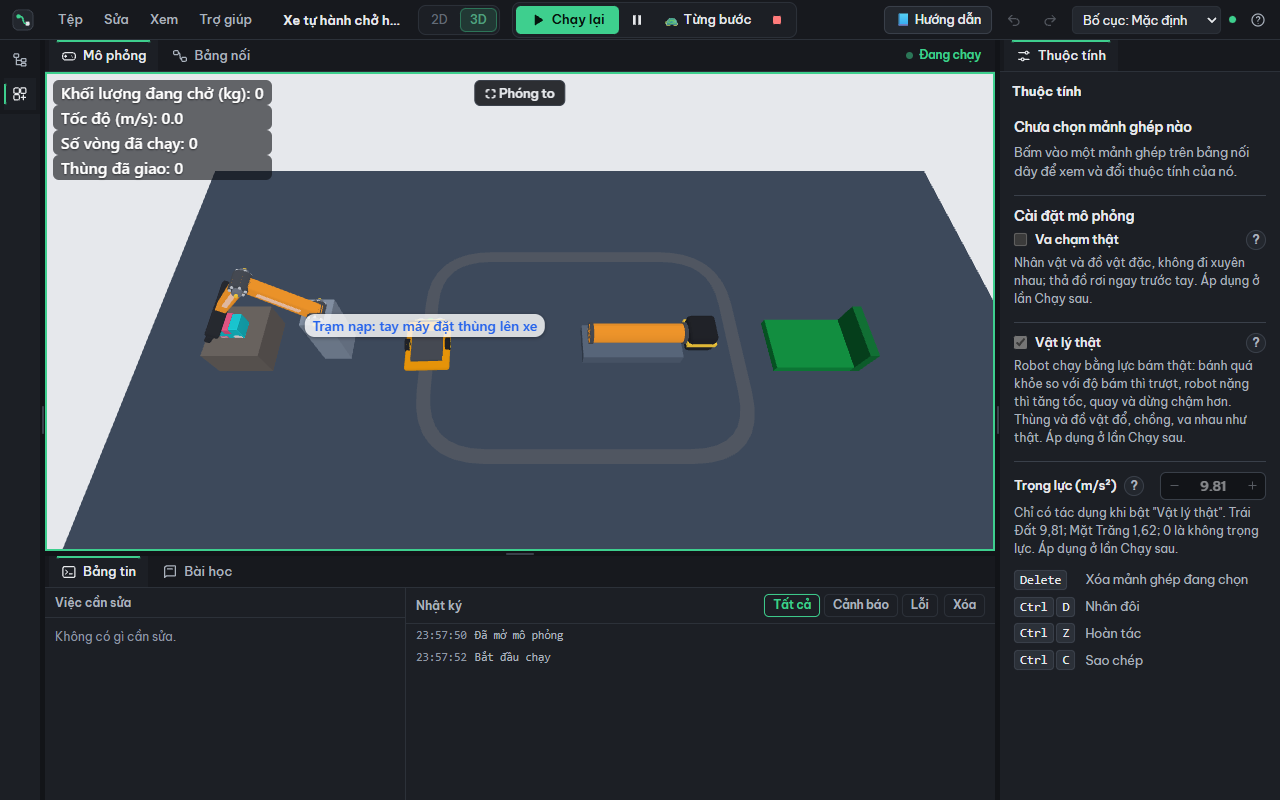 Tệp Sửa Xem Trợ giúp Xe tự hành chở h... 2D 3D Chạy lại Từng bước Hướng dẫn Bố cục: Mặc định
Mô phỏng Bảng nối Đang chạy
Khối lượng đang chở (kg): 0
Tốc độ (m/s): 0.0
Số vòng đã chạy: 0
Thùng đã giao: 0
Phóng to
Trạm nạp: tay máy đặt thùng lên xe
Bảng tin Bài học
Việc cần sửa
Không có gì cần sửa.
Nhật ký Tất cả Cảnh báo Lỗi Xóa
23:57:50 Đã mở mô phỏng
23:57:52 Bắt đầu chạy
Thuộc tính
Thuộc tính
Chưa chọn mảnh ghép nào
Bấm vào một mảnh ghép trên bảng nối
dây để xem và đổi thuộc tính của nó.
Cài đặt mô phỏng
Va chạm thật ?
Nhân vật và đồ vật đặc, không đi xuyên
nhau; thả đồ rơi ngay trước tay. Áp dụng ở
lần Chạy sau.
Vật lý thật ?
Robot chạy bằng lực bám thật: bánh quá
khỏe so với độ bám thì trượt, robot nặng
thì tăng tốc, quay và dừng chậm hơn.
Thùng và đồ vật đổ, chồng, va nhau như
thật. Áp dụng ở lần Chạy sau.
Trọng lực (m/s²) ? − 9.81 +
Chỉ có tác dụng khi bật "Vật lý thật". Trái
Đất 9,81; Mặt Trăng 1,62; 0 là không trọng
lực. Áp dụng ở lần Chạy sau.
Delete Xóa mảnh ghép đang chọn
Ctrl D Nhân đôi
Ctrl Z Hoàn tác
Ctrl C Sao chép